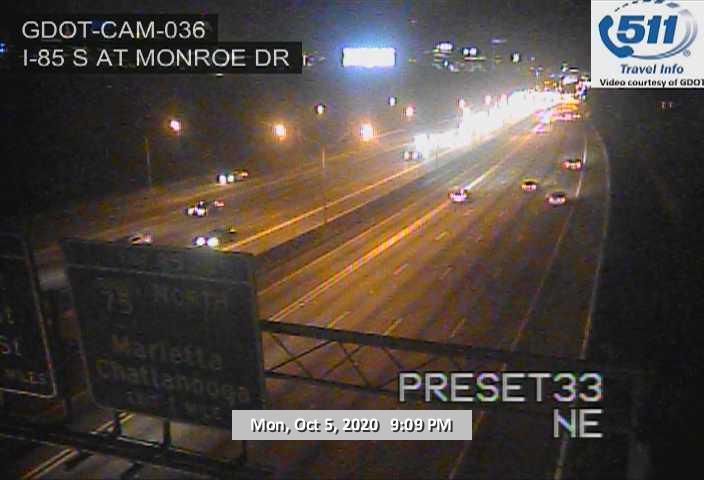 GDOT-CAM-036
I-85 S AT MONROE DR
511
Travel Info
Video courtesy of GDOT
75 NORTH
Marietta
Chattanooga
PRESET33
NE
Mon, Oct 5, 2020 9:09 PM